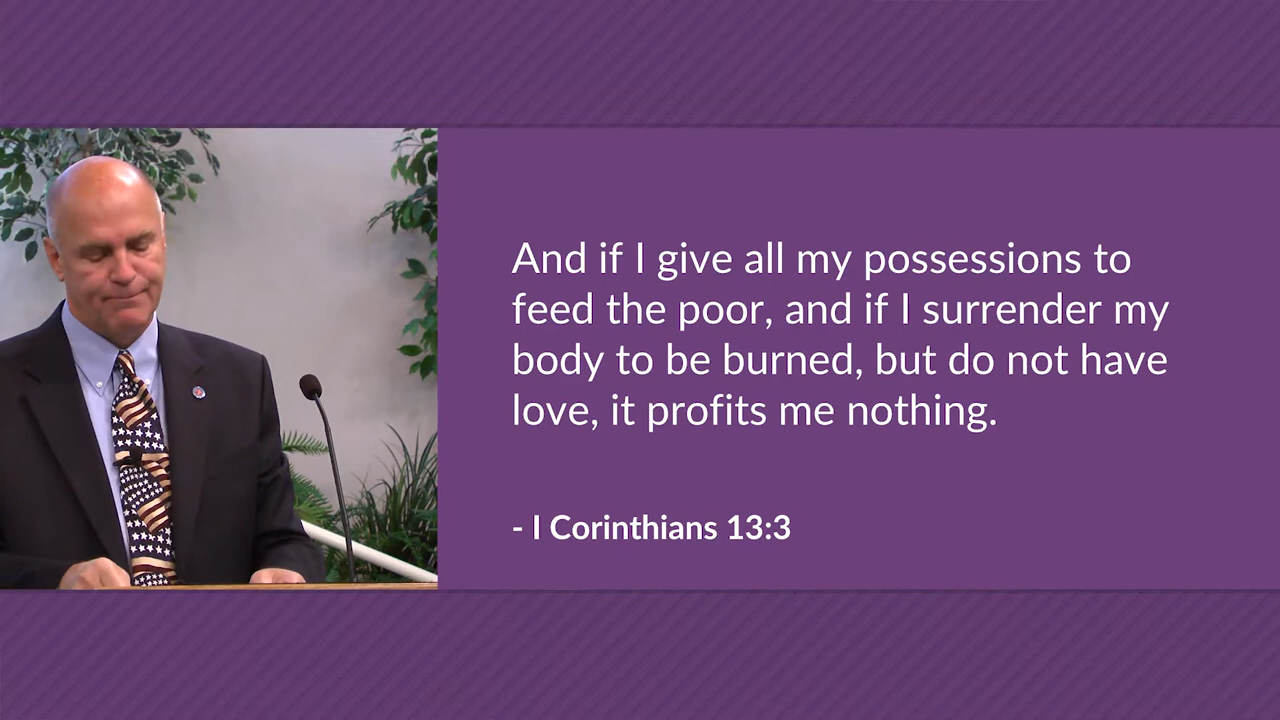 And if I give all my possessions to
feed the poor, and if I surrender my
body to be burned, but do not have
love, it profits me nothing.
- I Corinthians 13:3